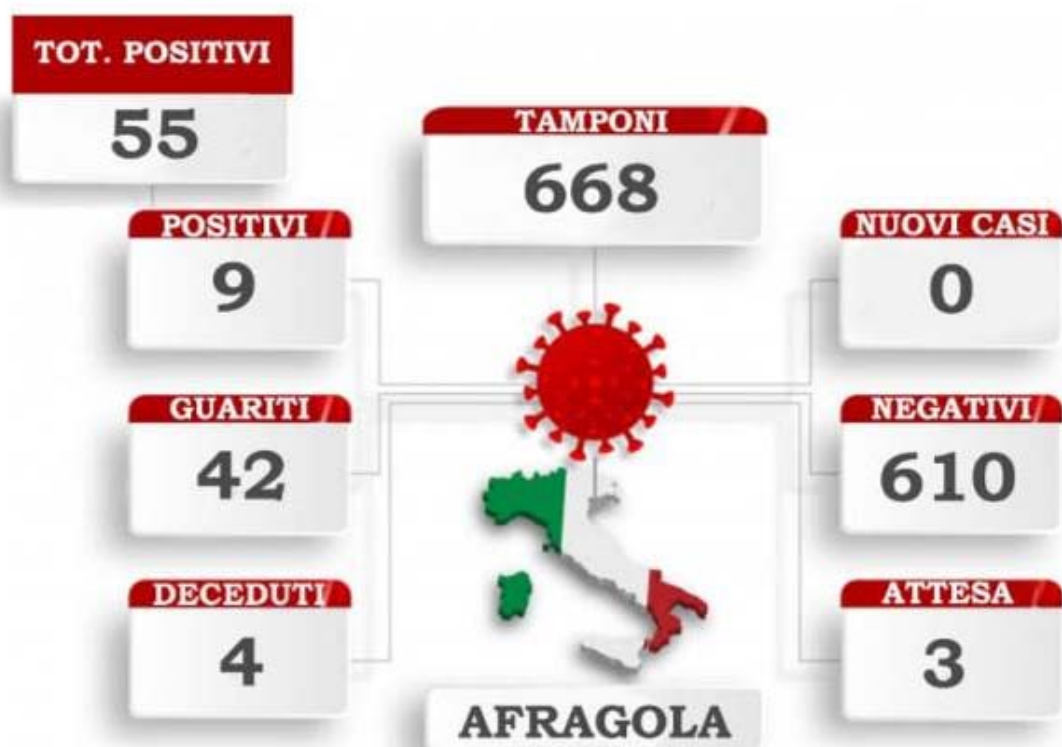 TOT. POSITIVI
55
TAMPONI
668
POSITIVI
9
NUOVI CASI
0
GUARITI
42
NEGATIVI
610
DECEDUTI
4
ATTESA
3
AFRAGOLA